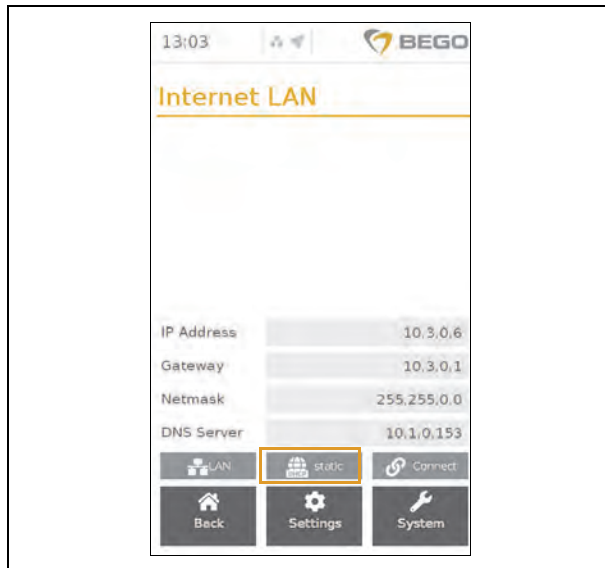 13:03 BEGO
Internet LAN
IP Address 10.3.0.6
Gateway 10.3.0.1
Netmask 255.255.0.0
DNS Server 10.1.0.153
LAN DHCP static Connect
Back Settings System